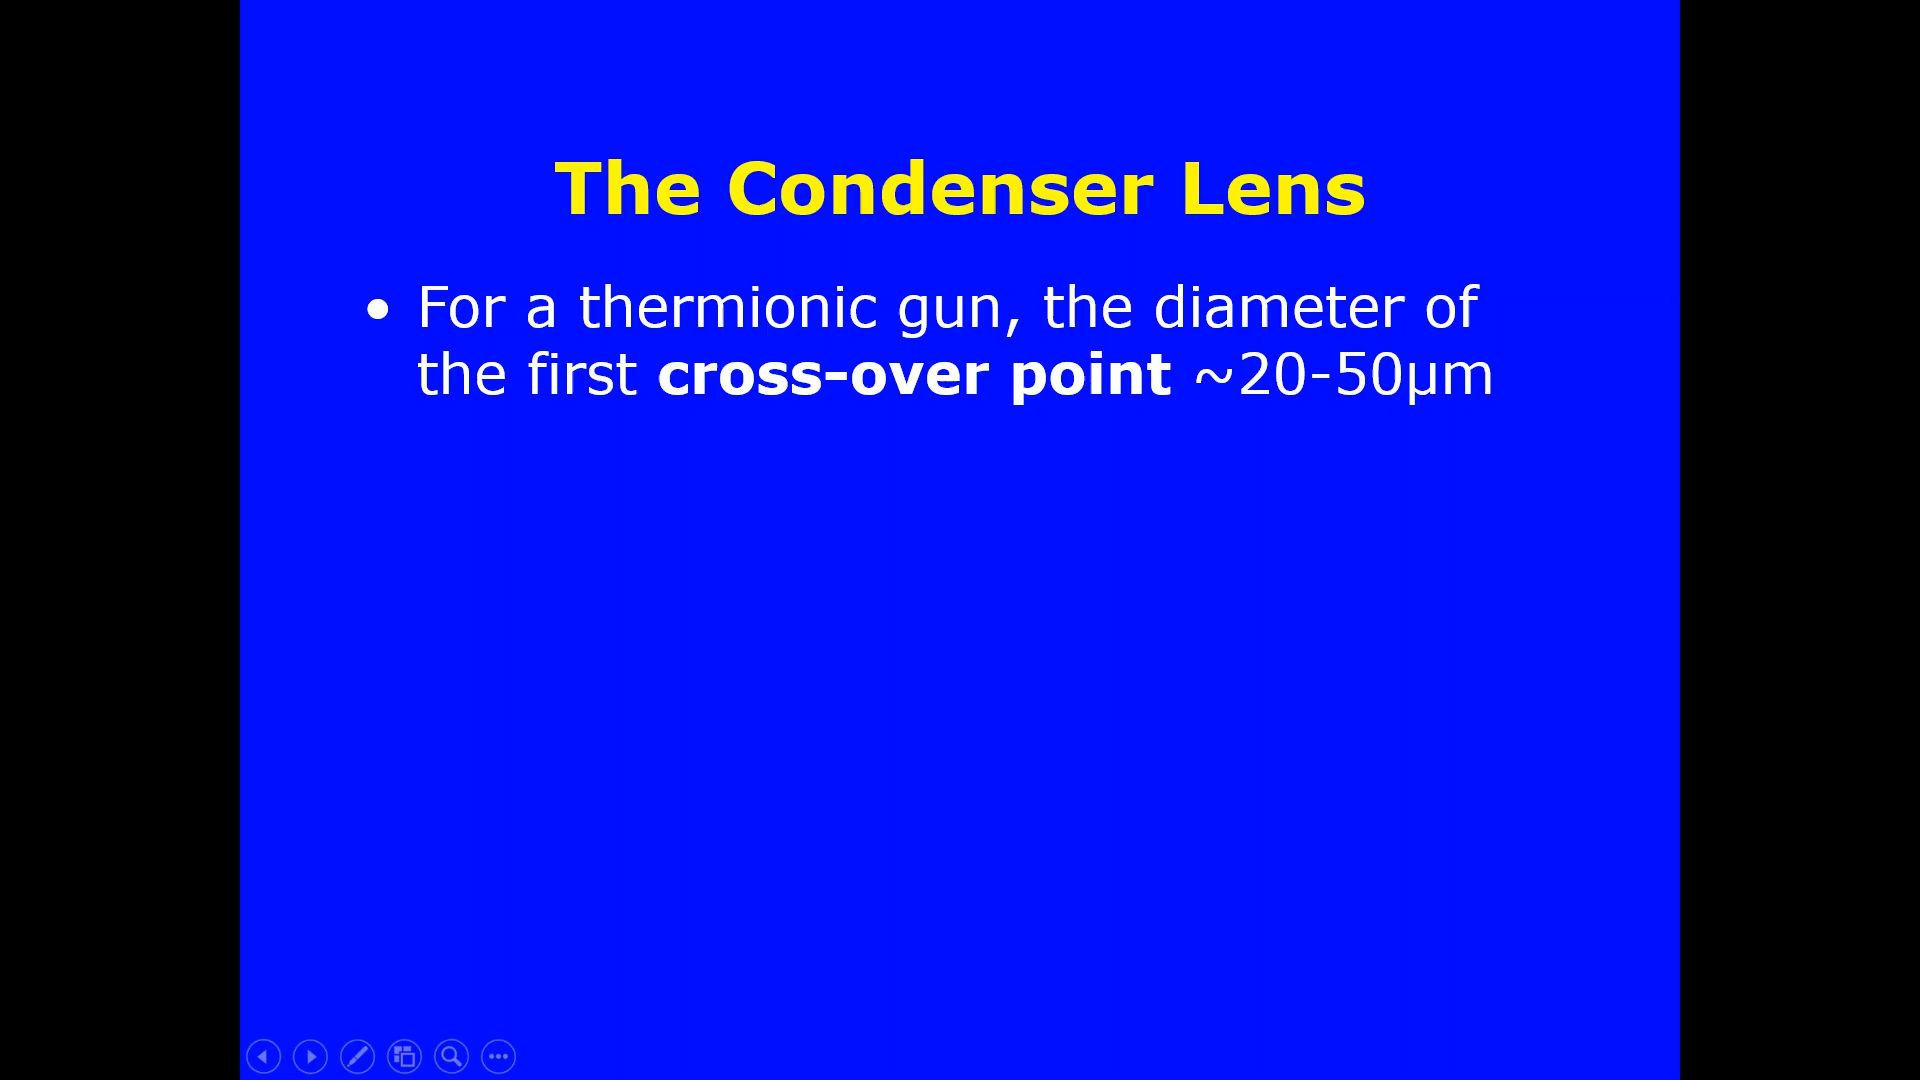 The Condenser Lens
• For a thermionic gun, the diameter of
the first cross-over point ~20-50µm